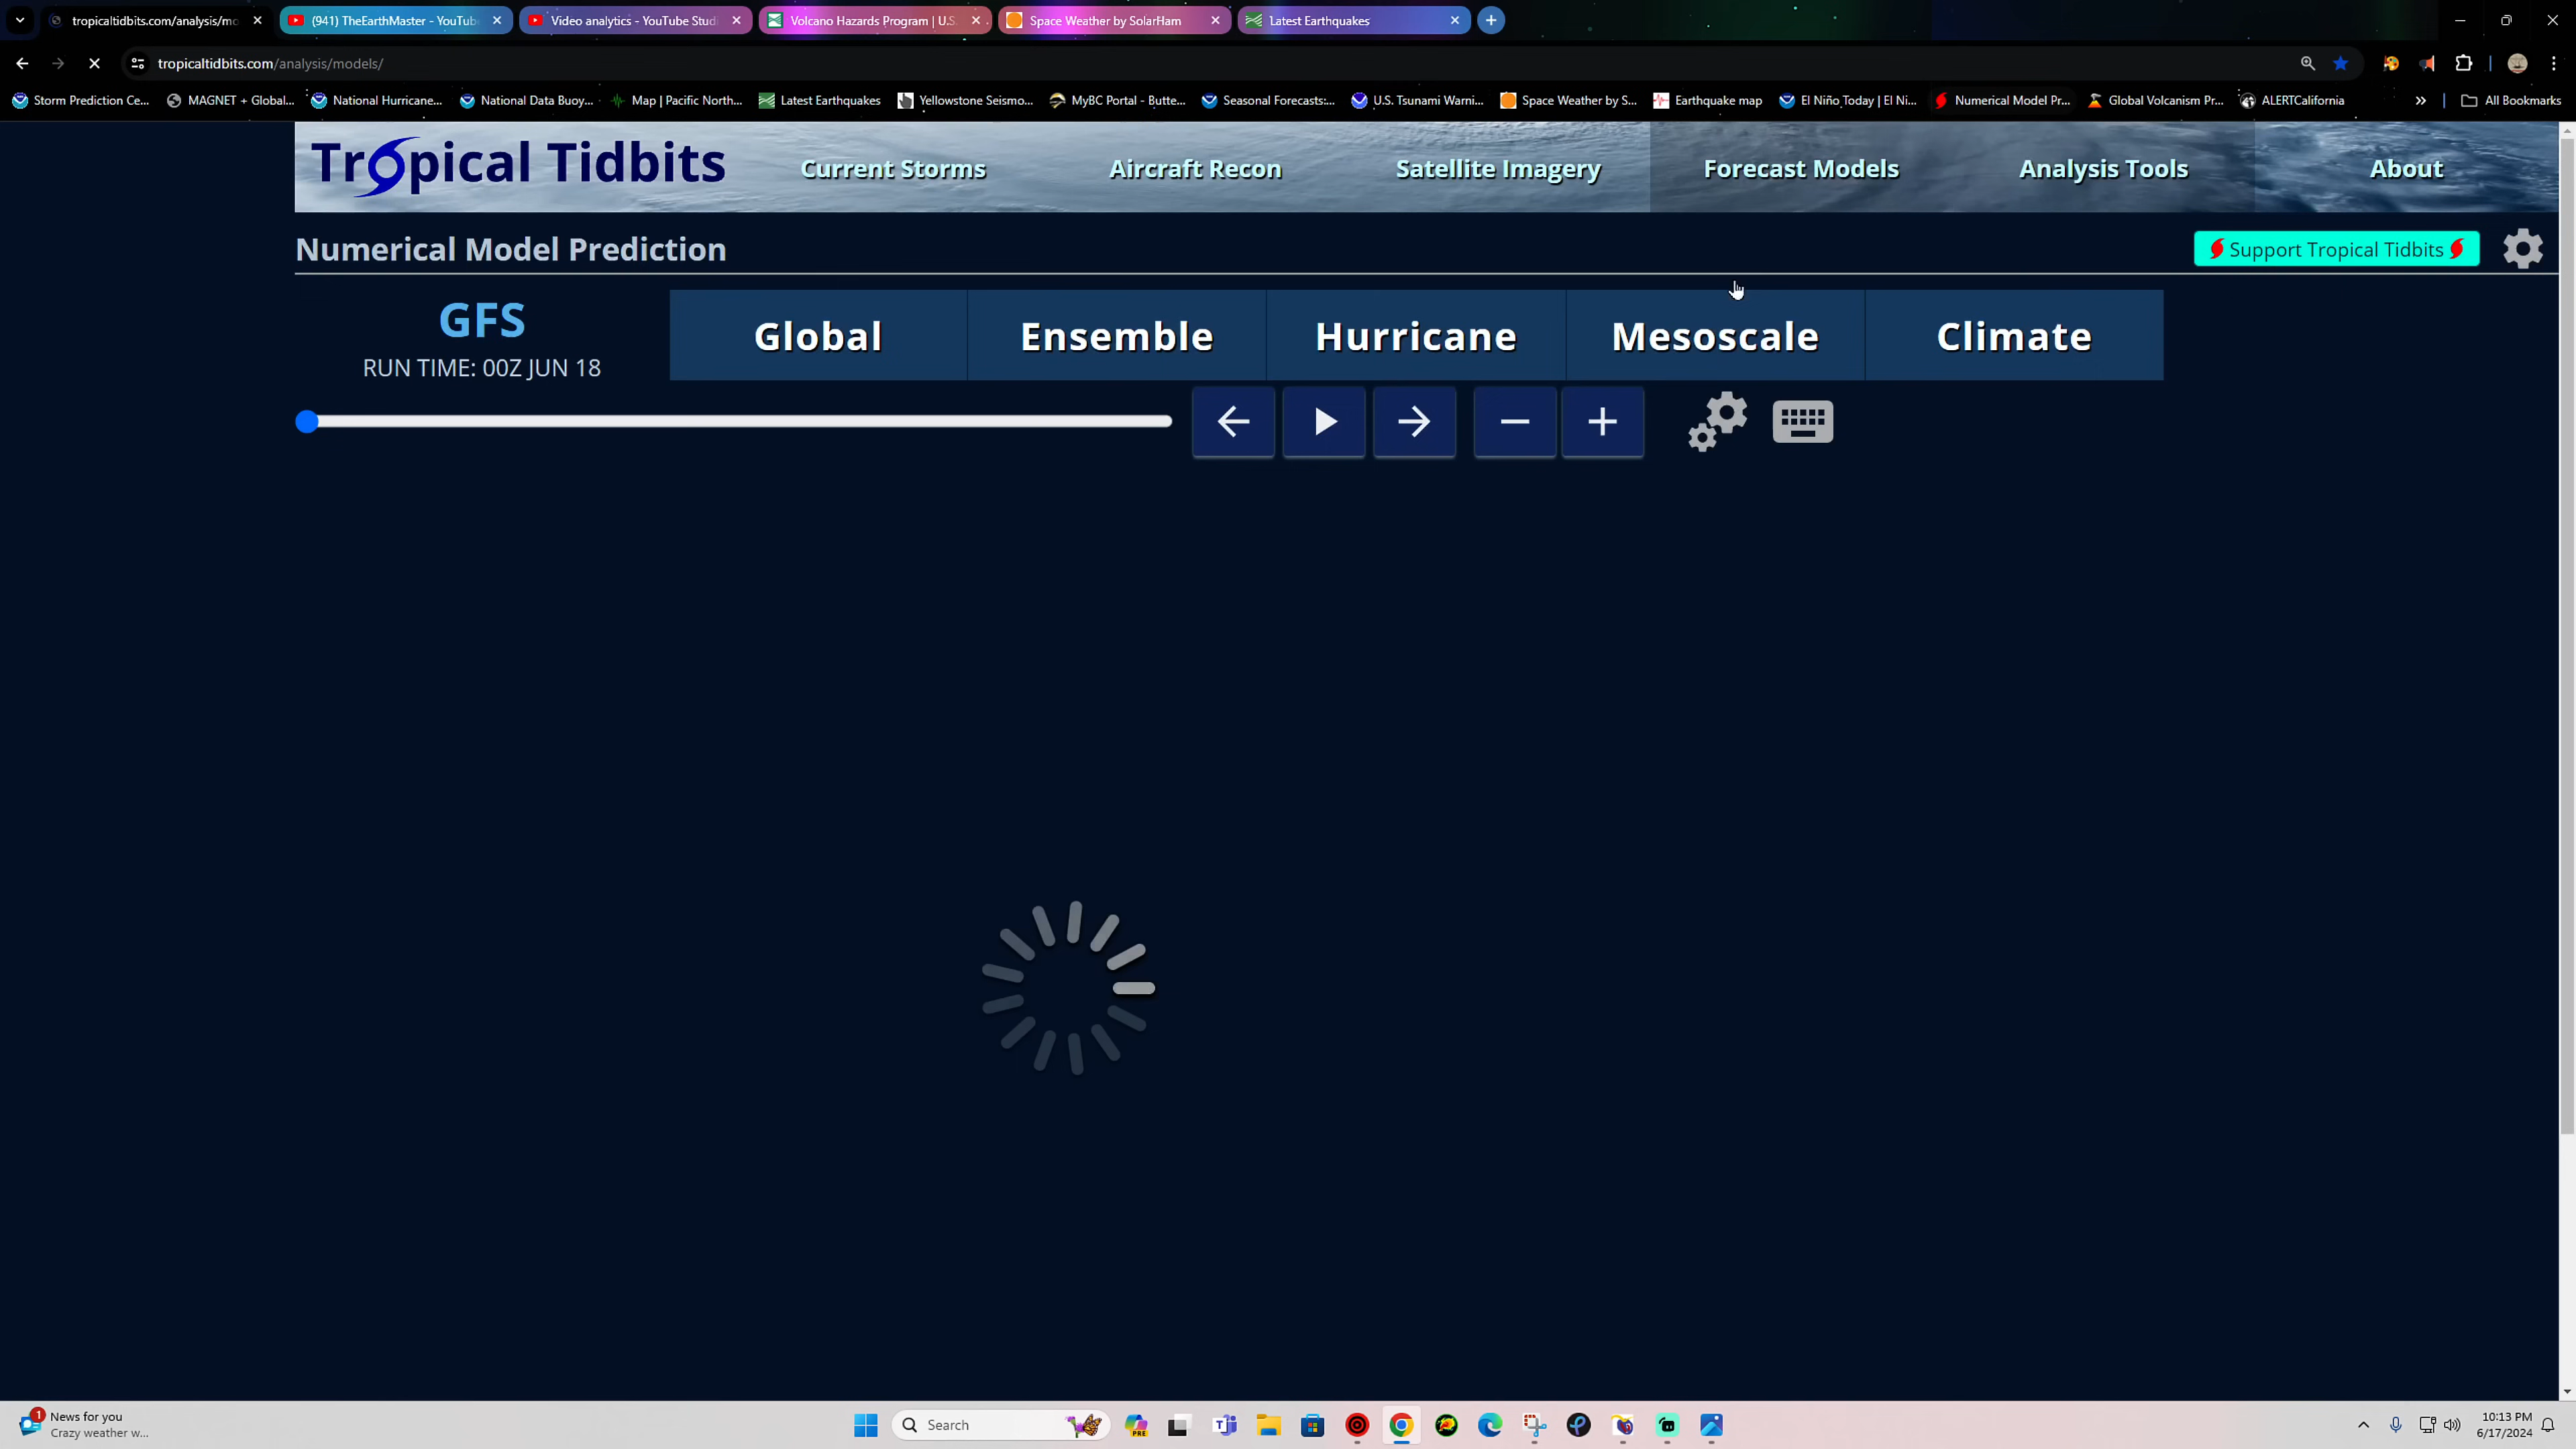 tropicaltidbits.com/analysis/mo
(941) TheEarthMaster - YouTube
Video analytics - YouTube Studi
Volcano Hazards Program | U.S.
Space Weather by SolarHam
Latest Earthquakes
tropicaltidbits.com/analysis/models/
Storm Prediction Ce...
MAGNET + Global...
National Hurricane...
National Data Buoy...
Map | Pacific North...
Latest Earthquakes
Yellowstone Seismo...
MyBC Portal - Butte...
Seasonal Forecasts:...
U.S. Tsunami Warni...
Space Weather by S...
Earthquake map
El Niño Today | El Ni...
Numerical Model Pr...
Global Volcanism Pr...
ALERTCalifornia
All Bookmarks
Tropical Tidbits
Current Storms
Aircraft Recon
Satellite Imagery
Forecast Models
Analysis Tools
About
Numerical Model Prediction
Support Tropical Tidbits
GFS
RUN TIME: 00Z JUN 18
Global
Ensemble
Hurricane
Mesoscale
Climate
1
News for you
Crazy weather w...
Search
PRE
10:13 PM
6/17/2024